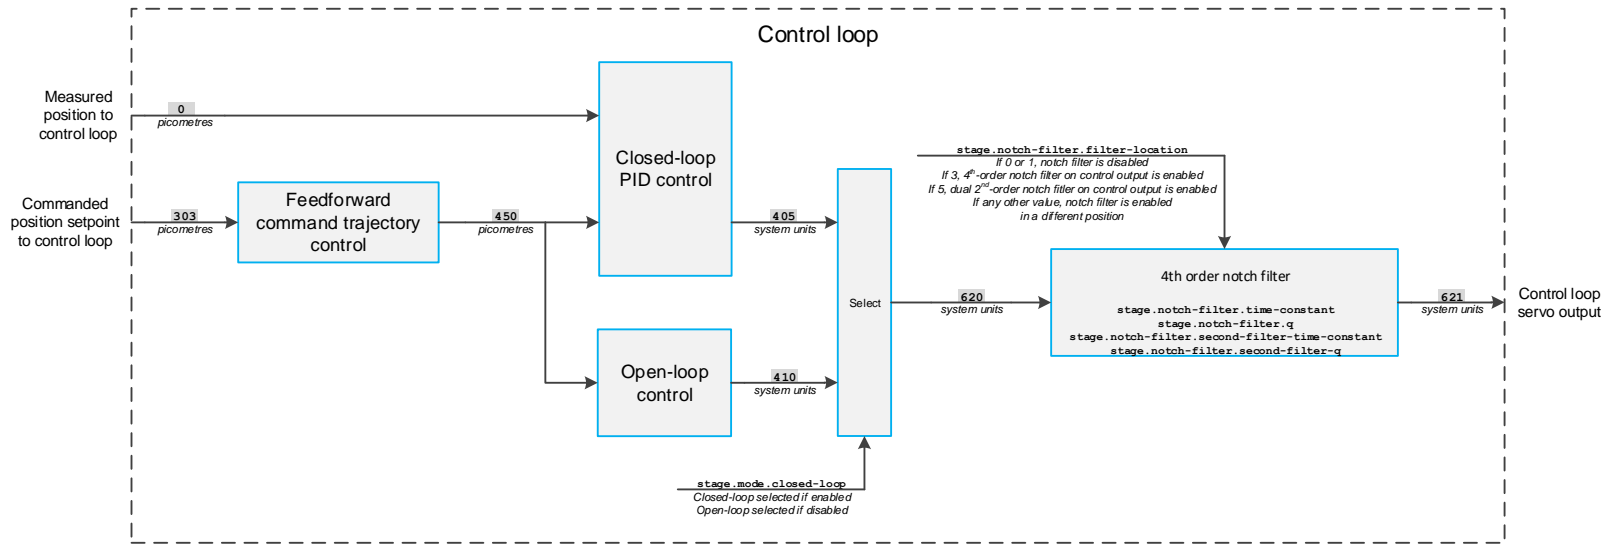 Control loop
Measured
position to
control loop
0
picometres
Commanded
position setpoint
to control loop
303
picometres
Feedforward
command trajectory
control
450
picometres
Closed-loop
PID control
405
system units
Open-loop
control
410
system units
Select
stage.mode.closed-loop
Closed-loop selected if enabled
Open-loop selected if disabled
620
system units
stage.notch-filter.filter-location
If 0 or 1, notch filter is disabled
If 3, 4th-order notch filter on control output is enabled
If 5, dual 2nd-order notch fitler on control output is enabled
If any other value, notch filter is enabled
in a different position
4th order notch filter
stage.notch-filter.time-constant
stage.notch-filter.q
stage.notch-filter.second-filter-time-constant
stage.notch-filter.second-filter-q
621
system units
Control loop
servo output